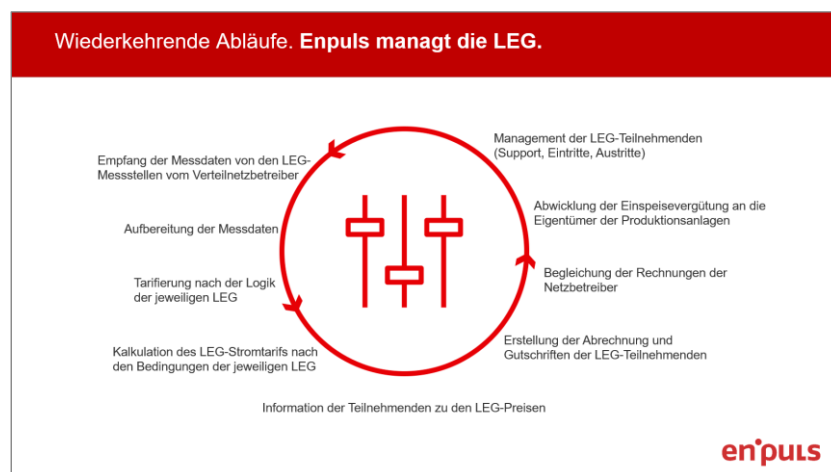 Wiederkehrende Abläufe. Enpuls managt die LEG.
Management der LEG-Teilnehmenden
(Support, Eintritte, Austritte)
Empfang der Messdaten von den LEG-
Messstellen vom Verteilnetzbetreiber
Abwicklung der Einspeisevergütung an die
Eigentümer der Produktionsanlagen
Aufbereitung der Messdaten
Begleichung der Rechnungen der
Netzbetreiber
Tarifierung nach der Logik
der jeweiligen LEG
Erstellung der Abrechnung und
Gutschriften der LEG-Teilnehmenden
Kalkulation des LEG-Stromtarifs nach
den Bedingungen der jeweiligen LEG
Information der Teilnehmenden zu den LEG-Preisen
en:puls